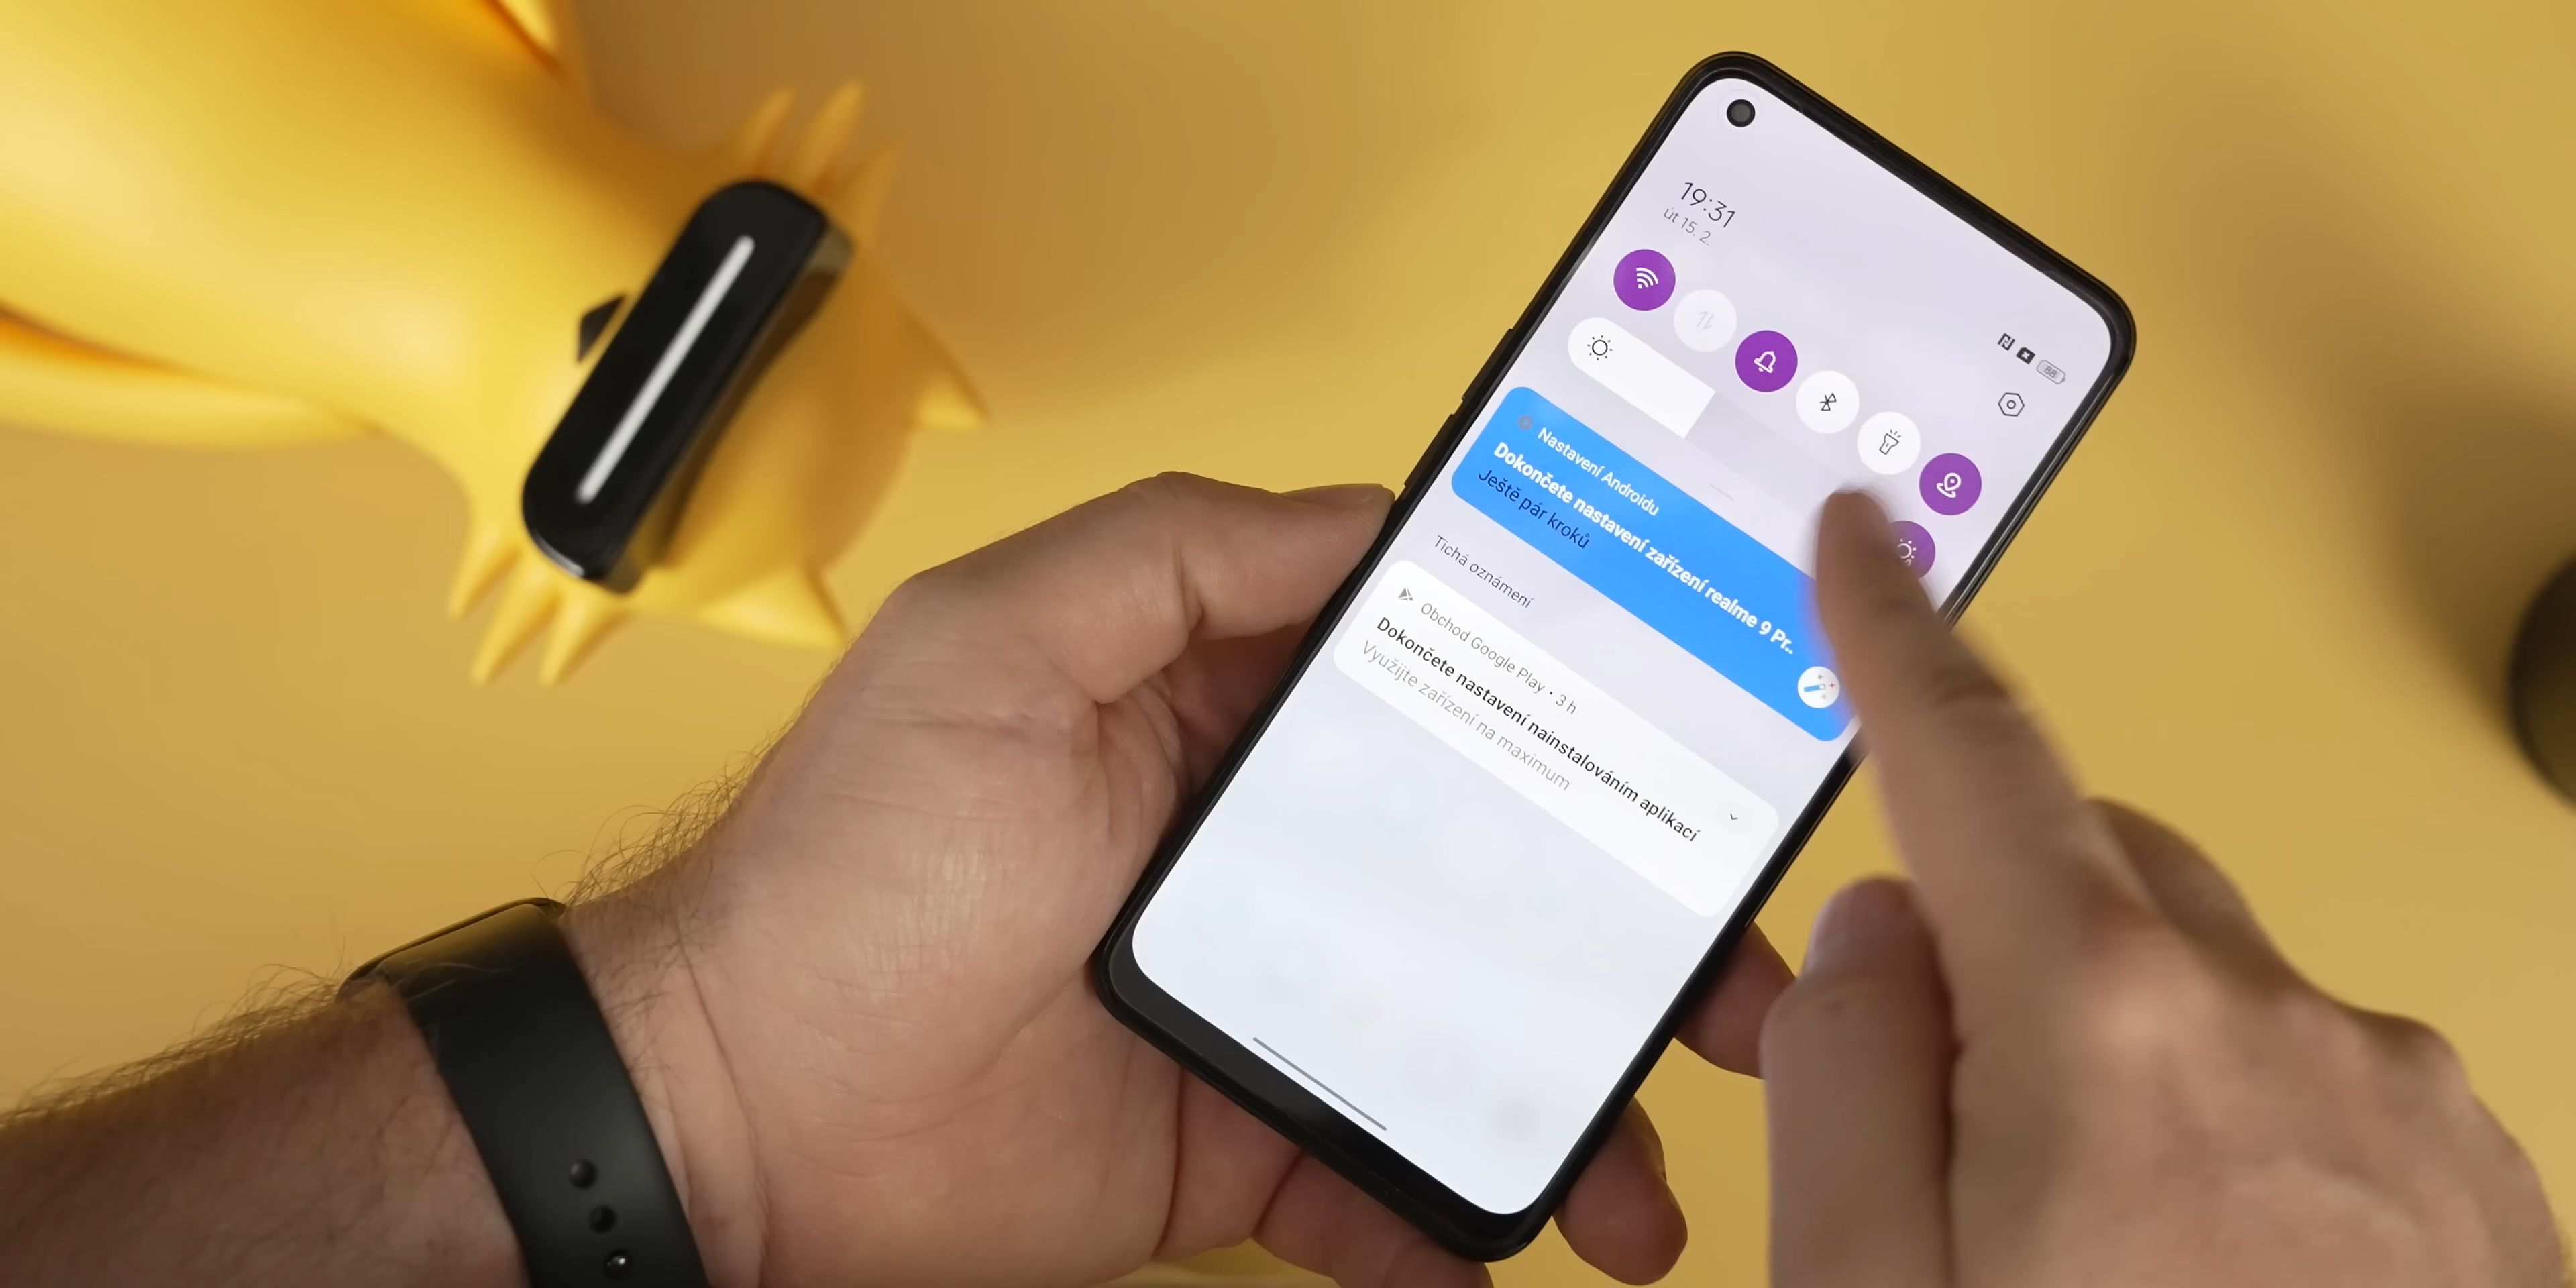 19:31
út 15. 2.
88
Nastavení Androidu
Dokončete nastavení zařízení realme 9 Pr..
Ještě pár kroků
Tichá oznámení
Obchod Google Play • 3 h
Dokončete nastavení nainstalováním aplikací
Využijte zařízení na maximum